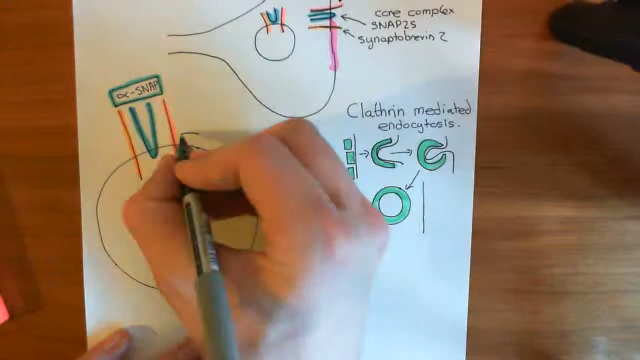 core complex
SNAP25
synaptobrevin 2
Clathrin mediated
endocytosis.
α-SNAP